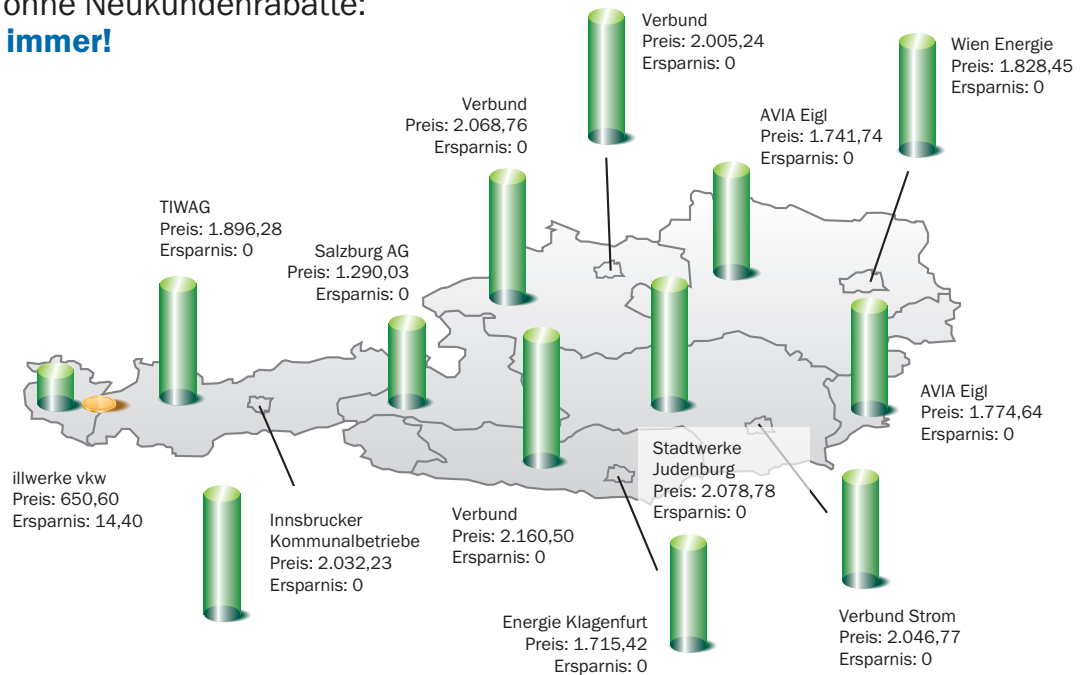 ohne Neukundenrabatte:
immer!
Verbund
Preis: 2.005,24
Ersparnis: 0
Wien Energie
Preis: 1.828,45
Ersparnis: 0
Verbund
Preis: 2.068,76
Ersparnis: 0
AVIA Eigl
Preis: 1.741,74
Ersparnis: 0
TIWAG
Preis: 1.896,28
Ersparnis: 0
Salzburg AG
Preis: 1.290,03
Ersparnis: 0
AVIA Eigl
Preis: 1.774,64
Ersparnis: 0
Stadtwerke
Judenburg
Preis: 2.078,78
Ersparnis: 0
illwerke vkw
Preis: 650,60
Ersparnis: 14,40
Innsbrucker
Kommunalbetriebe
Preis: 2.032,23
Ersparnis: 0
Verbund
Preis: 2.160,50
Ersparnis: 0
Energie Klagenfurt
Preis: 1.715,42
Ersparnis: 0
Verbund Strom
Preis: 2.046,77
Ersparnis: 0